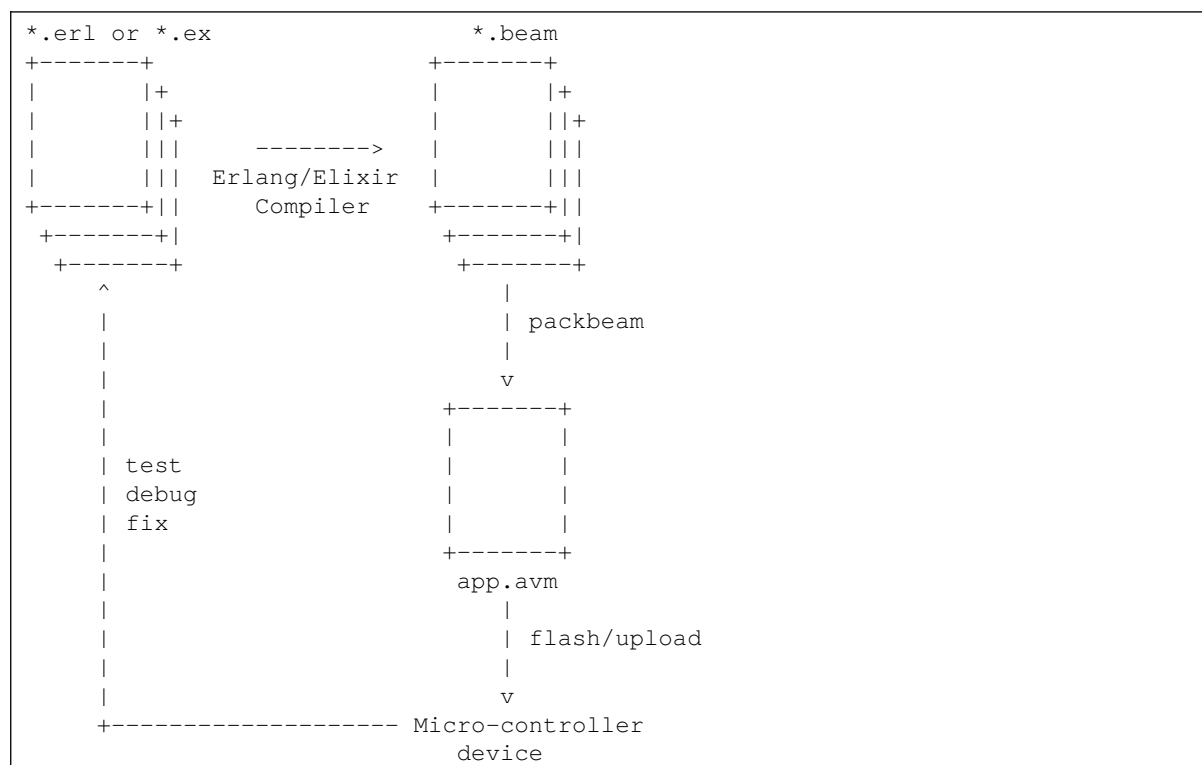 *.erl or *.ex *.beam
Erlang/Elixir
Compiler
packbeam
test
debug
fix
app.avm
flash/upload
Micro-controller
device